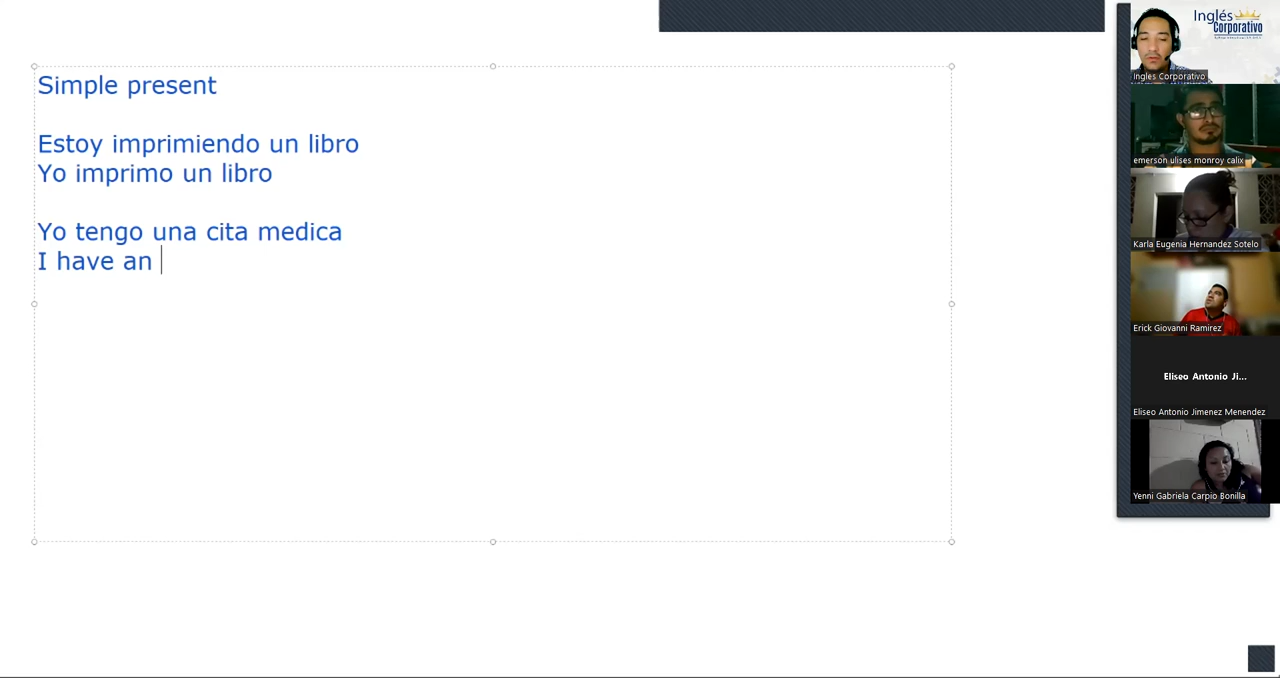 Simple present
Estoy imprimiendo un libro
Yo imprimo un libro
Yo tengo una cita medica
I have an
Inglés
Corporativo
Ingles Corporativo
emerson ulises monroy calix
Karla Eugenia Hernandez Sotelo
Erick Giovanni Ramirez
Eliseo Antonio Ji...
Eliseo Antonio Jimenez Menendez
Yenni Gabriela Carpio Bonilla